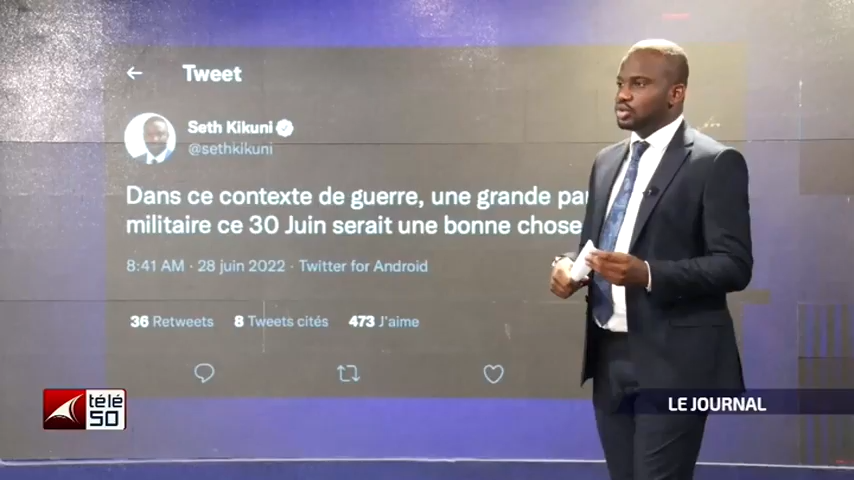 Tweet
Seth Kikuni
@sethkikuni
Dans ce contexte de guerre, une grande
militaire ce 30 Juin serait une bonne chose
8:41 AM · 28 juin 2022 · Twitter for Android
36 Retweets 8 Tweets cités 473 J'aime
télé
50
LE JOURNAL